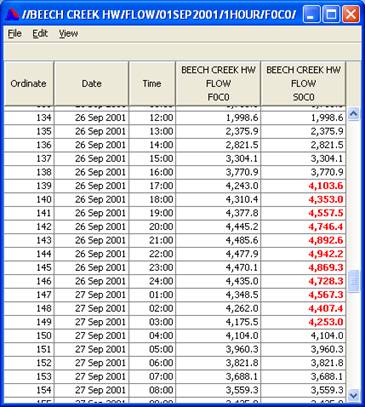 //BEECH CREEK HW/FLOW/01SEP2001/1HOUR/F0C0/
File Edit View
Ordinate Date Time BEECH CREEK HW FLOW F0C0 BEECH CREEK HW FLOW S0C0
134 26 Sep 2001 12:00 1,998.6 1,998.6
135 26 Sep 2001 13:00 2,375.9 2,375.9
136 26 Sep 2001 14:00 2,821.5 2,821.5
137 26 Sep 2001 15:00 3,304.1 3,304.1
138 26 Sep 2001 16:00 3,770.9 3,770.9
139 26 Sep 2001 17:00 4,243.0 4,103.6
140 26 Sep 2001 18:00 4,310.4 4,353.0
141 26 Sep 2001 19:00 4,377.8 4,557.5
142 26 Sep 2001 20:00 4,445.2 4,746.4
143 26 Sep 2001 21:00 4,485.6 4,892.6
144 26 Sep 2001 22:00 4,477.9 4,942.2
145 26 Sep 2001 23:00 4,470.1 4,869.3
146 26 Sep 2001 24:00 4,435.0 4,728.3
147 27 Sep 2001 01:00 4,348.5 4,567.3
148 27 Sep 2001 02:00 4,262.0 4,407.4
149 27 Sep 2001 03:00 4,175.5 4,253.0
150 27 Sep 2001 04:00 4,104.0 4,104.0
151 27 Sep 2001 05:00 3,960.3 3,960.3
152 27 Sep 2001 06:00 3,821.8 3,821.8
153 27 Sep 2001 07:00 3,688.1 3,688.1
154 27 Sep 2001 08:00 3,559.3 3,559.3